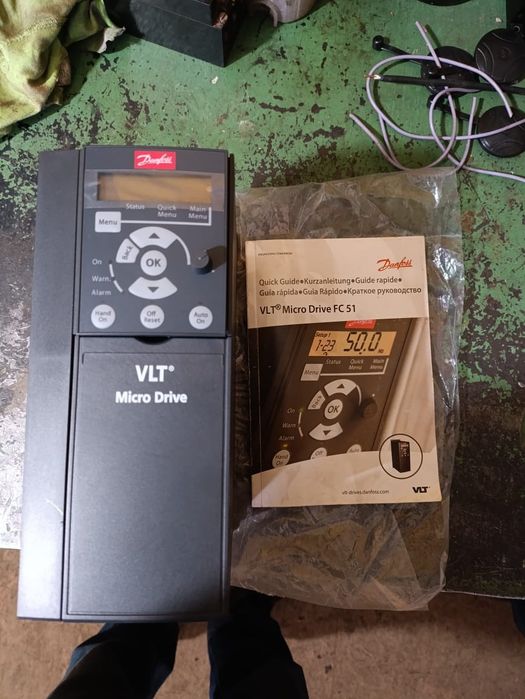 Danfoss
Status Quick Menu Main Menu
Menu
Back
OK
On
Warn.
Alarm
Hand On Off Reset Auto On
VLT®
Micro Drive
Danfoss
Quick Guide•Kurzanleitung•Guide rapide•
Guía rápida•Guia Rápido•Краткое руководство
VLT® Micro Drive FC 51
Danfoss
Setup 1
1-23 50.0
Status Quick Menu Main Menu
Menu
Back
OK
On
Warn.
Alarm
Hand On Off Auto
vlt-drives.danfoss.com
VLT®